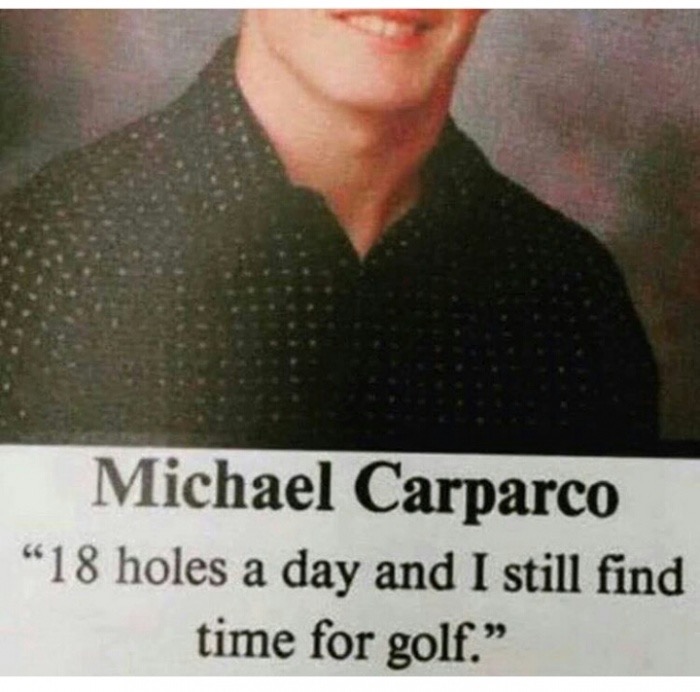 Michael Carparco
“18 holes a day and I still find
time for golf.”